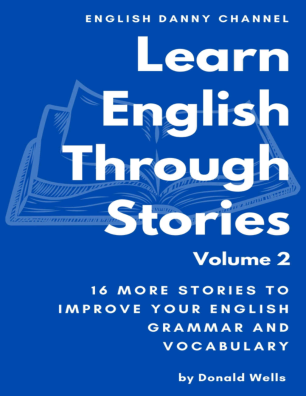 ENGLISH DANNY CHANNEL
Learn
English
Through
Stories
Volume 2
16 MORE STORIES TO
IMPROVE YOUR ENGLISH
GRAMMAR AND
VOCABULARY
by Donald Wells